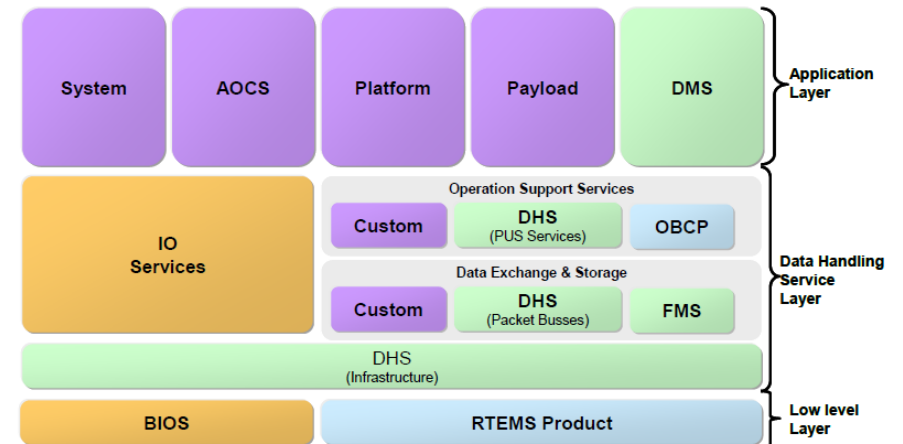 System
AOCS
Platform
Payload
DMS
Application
Layer
IO
Services
Operation Support Services
Custom
DHS
(PUS Services)
OBCP
Data Exchange & Storage
Custom
DHS
(Packet Busses)
FMS
Data Handling
Service
Layer
DHS
(Infrastructure)
BIOS
RTEMS Product
Low level
Layer